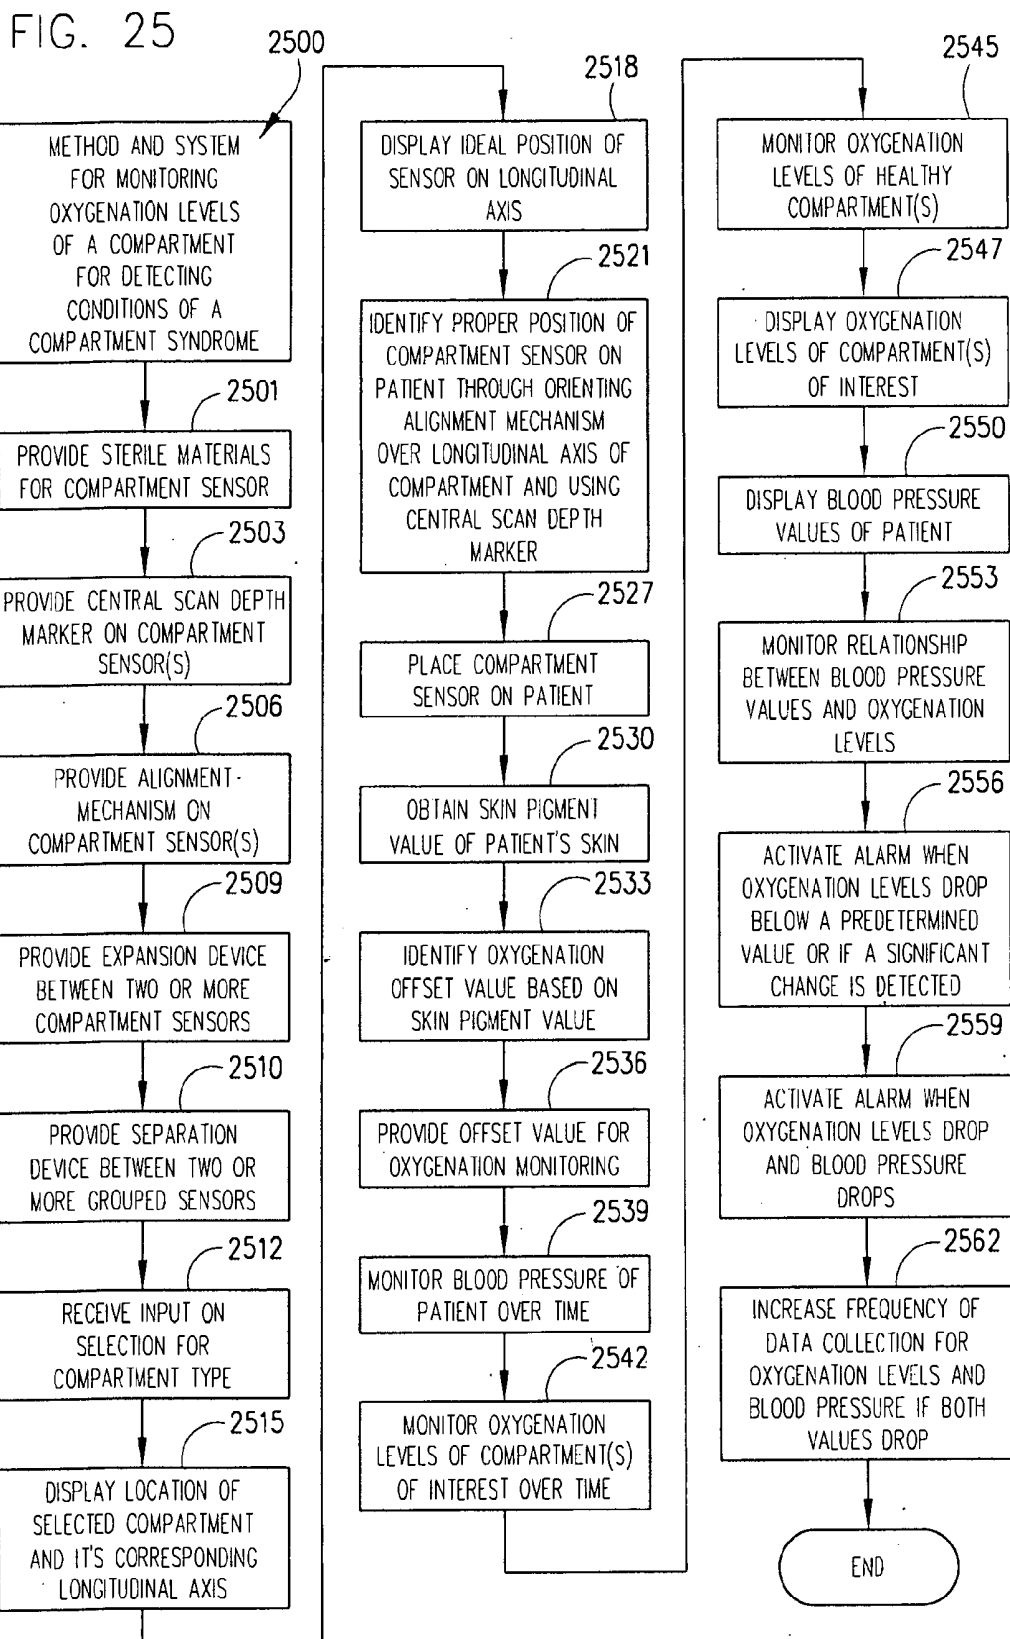 FIG. 25
2500
METHOD AND SYSTEM
FOR MONITORING
OXYGENATION LEVELS
OF A COMPARTMENT
FOR DETECTING
CONDITIONS OF A
COMPARTMENT SYNDROME
2501
PROVIDE STERILE MATERIALS
FOR COMPARTMENT SENSOR
2503
PROVIDE CENTRAL SCAN DEPTH
MARKER ON COMPARTMENT
SENSOR(S)
2506
PROVIDE ALIGNMENT
MECHANISM ON
COMPARTMENT SENSOR(S)
2509
PROVIDE EXPANSION DEVICE
BETWEEN TWO OR MORE
COMPARTMENT SENSORS
2510
PROVIDE SEPARATION
DEVICE BETWEEN TWO OR
MORE GROUPED SENSORS
2512
RECEIVE INPUT ON
SELECTION FOR
COMPARTMENT TYPE
2515
DISPLAY LOCATION OF
SELECTED COMPARTMENT
AND IT'S CORRESPONDING
LONGITUDINAL AXIS
2518
DISPLAY IDEAL POSITION OF
SENSOR ON LONGITUDINAL
AXIS
2521
IDENTIFY PROPER POSITION OF
COMPARTMENT SENSOR ON
PATIENT THROUGH ORIENTING
ALIGNMENT MECHANISM
OVER LONGITUDINAL AXIS OF
COMPARTMENT AND USING
CENTRAL SCAN DEPTH
MARKER
2527
PLACE COMPARTMENT
SENSOR ON PATIENT
2530
OBTAIN SKIN PIGMENT
VALUE OF PATIENT'S SKIN
2533
IDENTIFY OXYGENATION
OFFSET VALUE BASED ON
SKIN PIGMENT VALUE
2536
PROVIDE OFFSET VALUE FOR
OXYGENATION MONITORING
2539
MONITOR BLOOD PRESSURE OF
PATIENT OVER TIME
2542
MONITOR OXYGENATION
LEVELS OF COMPARTMENT(S)
OF INTEREST OVER TIME
2545
MONITOR OXYGENATION
LEVELS OF HEALTHY
COMPARTMENT(S)
2547
DISPLAY OXYGENATION
LEVELS OF COMPARTMENT(S)
OF INTEREST
2550
DISPLAY BLOOD PRESSURE
VALUES OF PATIENT
2553
MONITOR RELATIONSHIP
BETWEEN BLOOD PRESSURE
VALUES AND OXYGENATION
LEVELS
2556
ACTIVATE ALARM WHEN
OXYGENATION LEVELS DROP
BELOW A PREDETERMINED
VALUE OR IF A SIGNIFICANT
CHANGE IS DETECTED
2559
ACTIVATE ALARM WHEN
OXYGENATION LEVELS DROP
AND BLOOD PRESSURE
DROPS
2562
INCREASE FREQUENCY OF
DATA COLLECTION FOR
OXYGENATION LEVELS AND
BLOOD PRESSURE IF BOTH
VALUES DROP
END